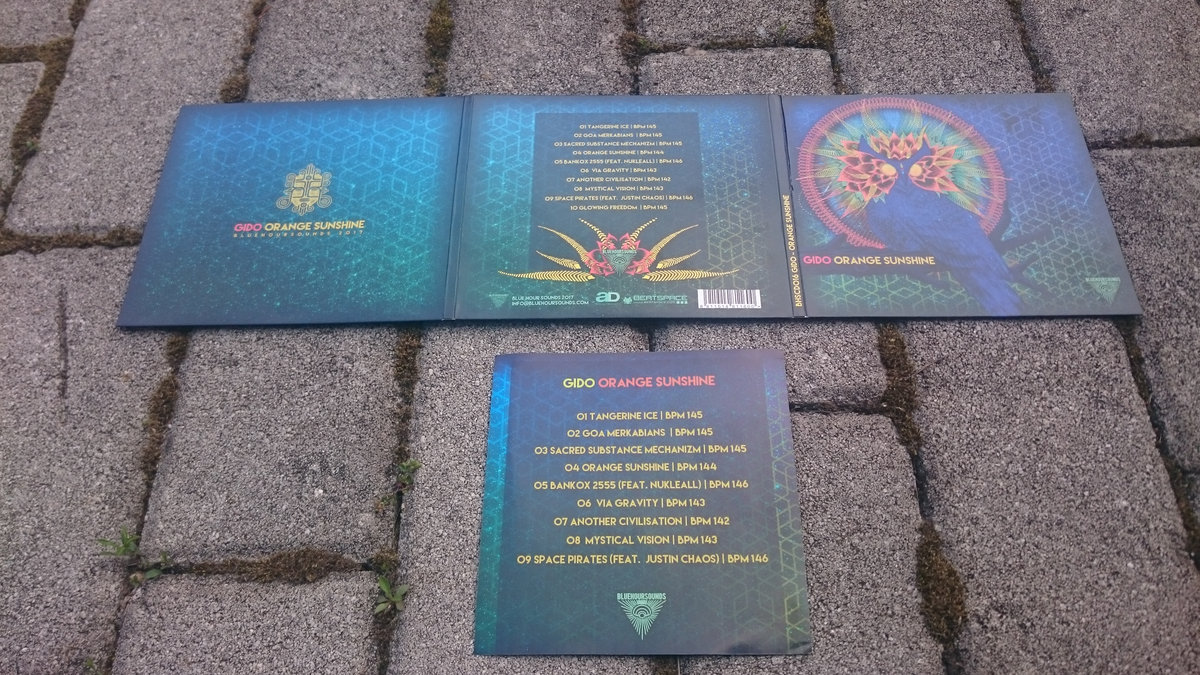 GIDO ORANGE SUNSHINE
BLUEHOURSOUNDS 2017
01 TANGERINE ICE | BPM 145
02 GOA MERKABIANS | BPM 145
03 SACRED SUBSTANCE MECHANIZM | BPM 145
04 ORANGE SUNSHINE | BPM 144
05 BANKOX 2555 (FEAT. NUKLEALL) | BPM 146
06 VIA GRAVITY | BPM 143
07 ANOTHER CIVILISATION | BPM 142
08 MYSTICAL VISION | BPM 143
09 SPACE PIRATES (FEAT. JUSTIN CHAOS) | BPM 146
10 GLOWING FREEDOM | BPM 145
BLUEHOURSOUNDS
BLUE HOUR SOUNDS 2017
INFO@BLUEHOURSOUNDS.COM
AD
BEATSPACE
BHSCD016 GIDO - ORANGE SUNSHINE
GIDO ORANGE SUNSHINE
BLUEHOURSOUNDS
GIDO ORANGE SUNSHINE
01 TANGERINE ICE | BPM 145
02 GOA MERKABIANS | BPM 145
03 SACRED SUBSTANCE MECHANIZM | BPM 145
04 ORANGE SUNSHINE | BPM 144
05 BANKOX 2555 (FEAT. NUKLEALL) | BPM 146
06 VIA GRAVITY | BPM 143
07 ANOTHER CIVILISATION | BPM 142
08 MYSTICAL VISION | BPM 143
09 SPACE PIRATES (FEAT. JUSTIN CHAOS) | BPM 146
BLUEHOURSOUNDS